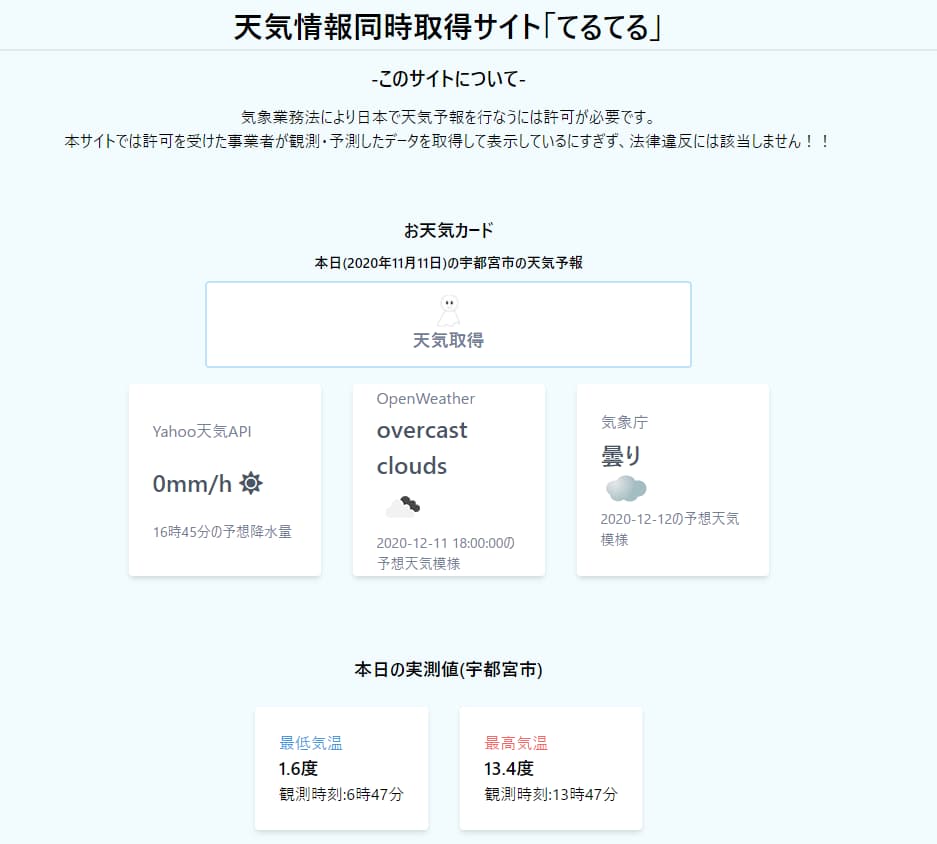 天気情報同時取得サイト「てるてる」
-このサイトについて-
気象業務法により日本で天気予報を行なうには許可が必要です。
本サイトでは許可を受けた事業者が観測・予測したデータを取得して表示しているにすぎず、法律違反には該当しません！！
お天気カード
本日(2020年11月11日)の宇都宮市の天気予報
天気取得
Yahoo天気API
0mm/h
16時45分の予想降水量
OpenWeather
overcast
clouds
2020-12-11 18:00:00の
予想天気模様
気象庁
曇り
2020-12-12の予想天気
模様
本日の実測値(宇都宮市)
最低気温
1.6度
観測時刻:6時47分
最高気温
13.4度
観測時刻:13時47分